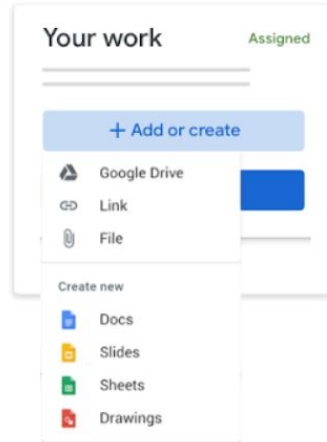 Your work
Assigned
+ Add or create
Google Drive
Link
File
Create new
Docs
Slides
Sheets
Drawings